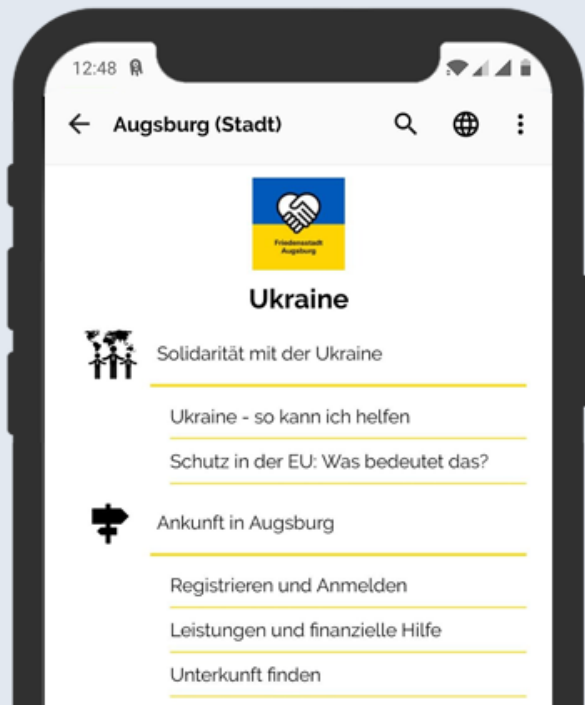 12:48
Augsburg (Stadt)
Friedensstadt
Augsburg
Ukraine
Solidarität mit der Ukraine
Ukraine - so kann ich helfen
Schutz in der EU: Was bedeutet das?
Ankunft in Augsburg
Registrieren und Anmelden
Leistungen und finanzielle Hilfe
Unterkunft finden